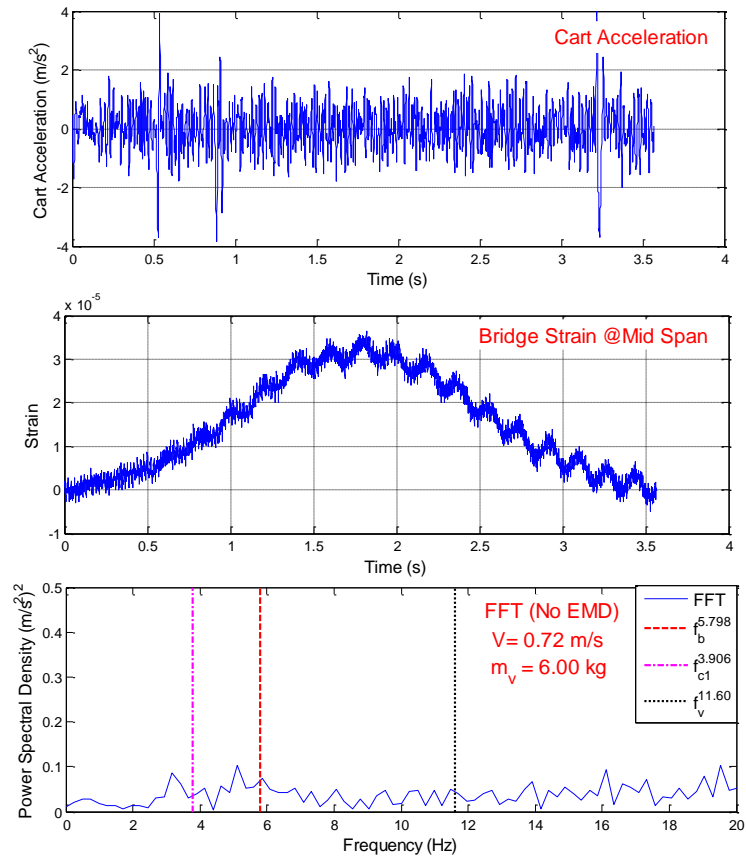 4
2
0
-2
-4
0
0.5
1
1.5
2
2.5
3
3.5
4
Cart Acceleration (m/s²)
Cart Acceleration
Time (s)
x 10⁻⁵
4
3
2
1
0
-1
0
0.5
1
1.5
2
2.5
3
3.5
4
Strain
Bridge Strain @Mid Span
Time (s)
0.5
0.4
0.3
0.2
0.1
0
0
2
4
6
8
10
12
14
16
18
20
Power Spectral Density (m/s²)²
FFT (No EMD)
V= 0.72 m/s
m_v = 6.00 kg
FFT
f_b^5.798
f_c1^3.906
f_v^11.60
Frequency (Hz)